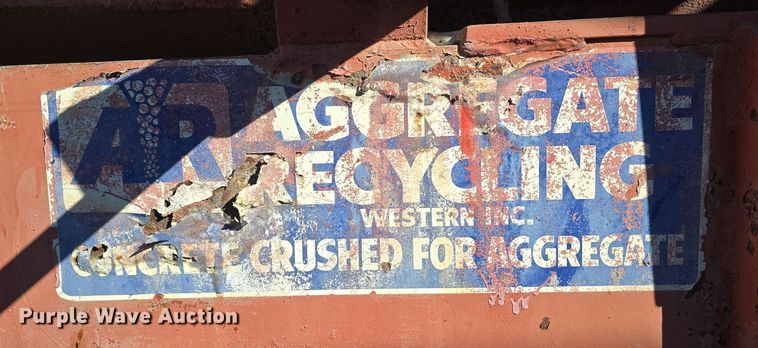 AR
AGGREGATE
RECYCLING
WESTERN INC.
CONCRETE CRUSHED FOR AGGREGATE
Purple Wave Auction